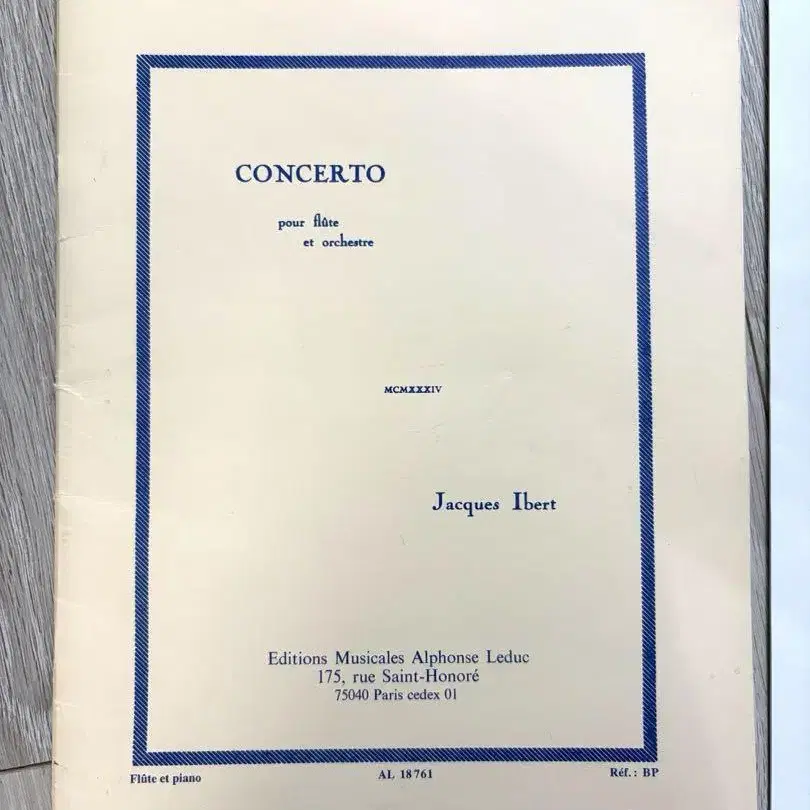 CONCERTO
pour flûte
et orchestre
MCMXXXIV
Jacques Ibert
Editions Musicales Alphonse Leduc
175, rue Saint-Honoré
75040 Paris cedex 01
Flûte et piano AL 18761 Réf.: BP